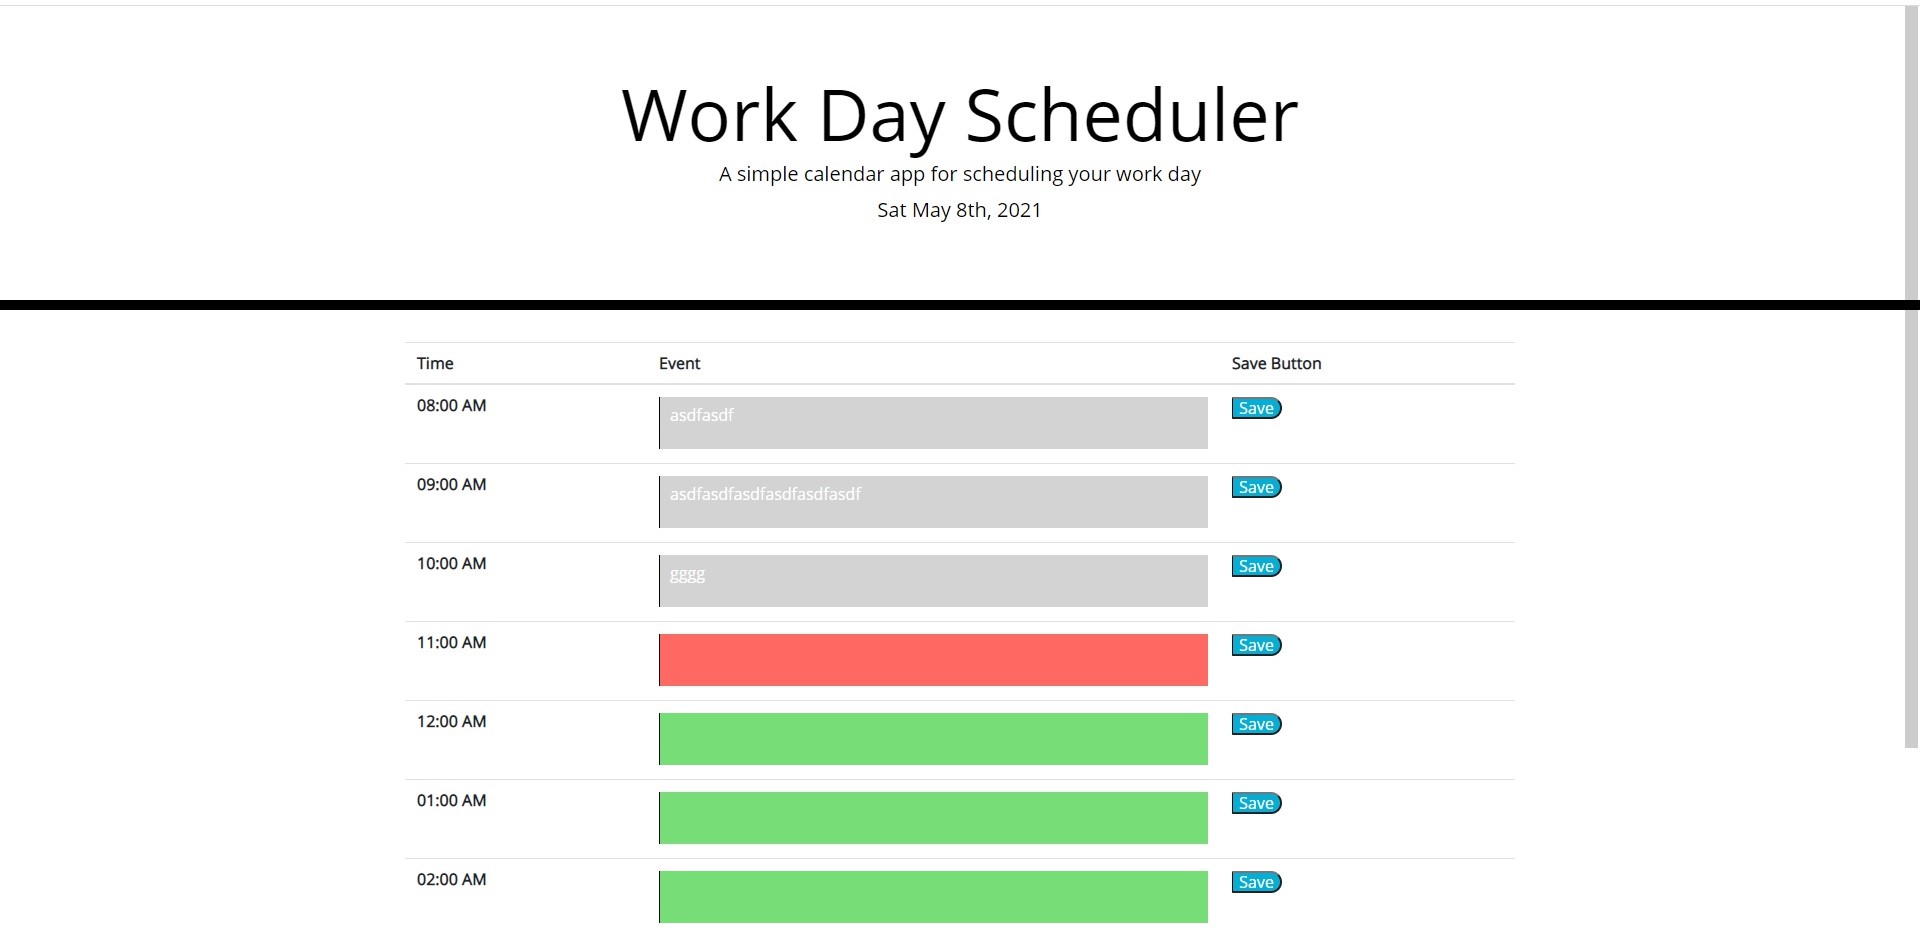 Work Day Scheduler
A simple calendar app for scheduling your work day
Sat May 8th, 2021
Time Event Save Button
08:00 AM asdfasdf Save
09:00 AM asdfasdfasdfasdfasdfasdf Save
10:00 AM gggg Save
11:00 AM Save
12:00 AM Save
01:00 AM Save
02:00 AM Save